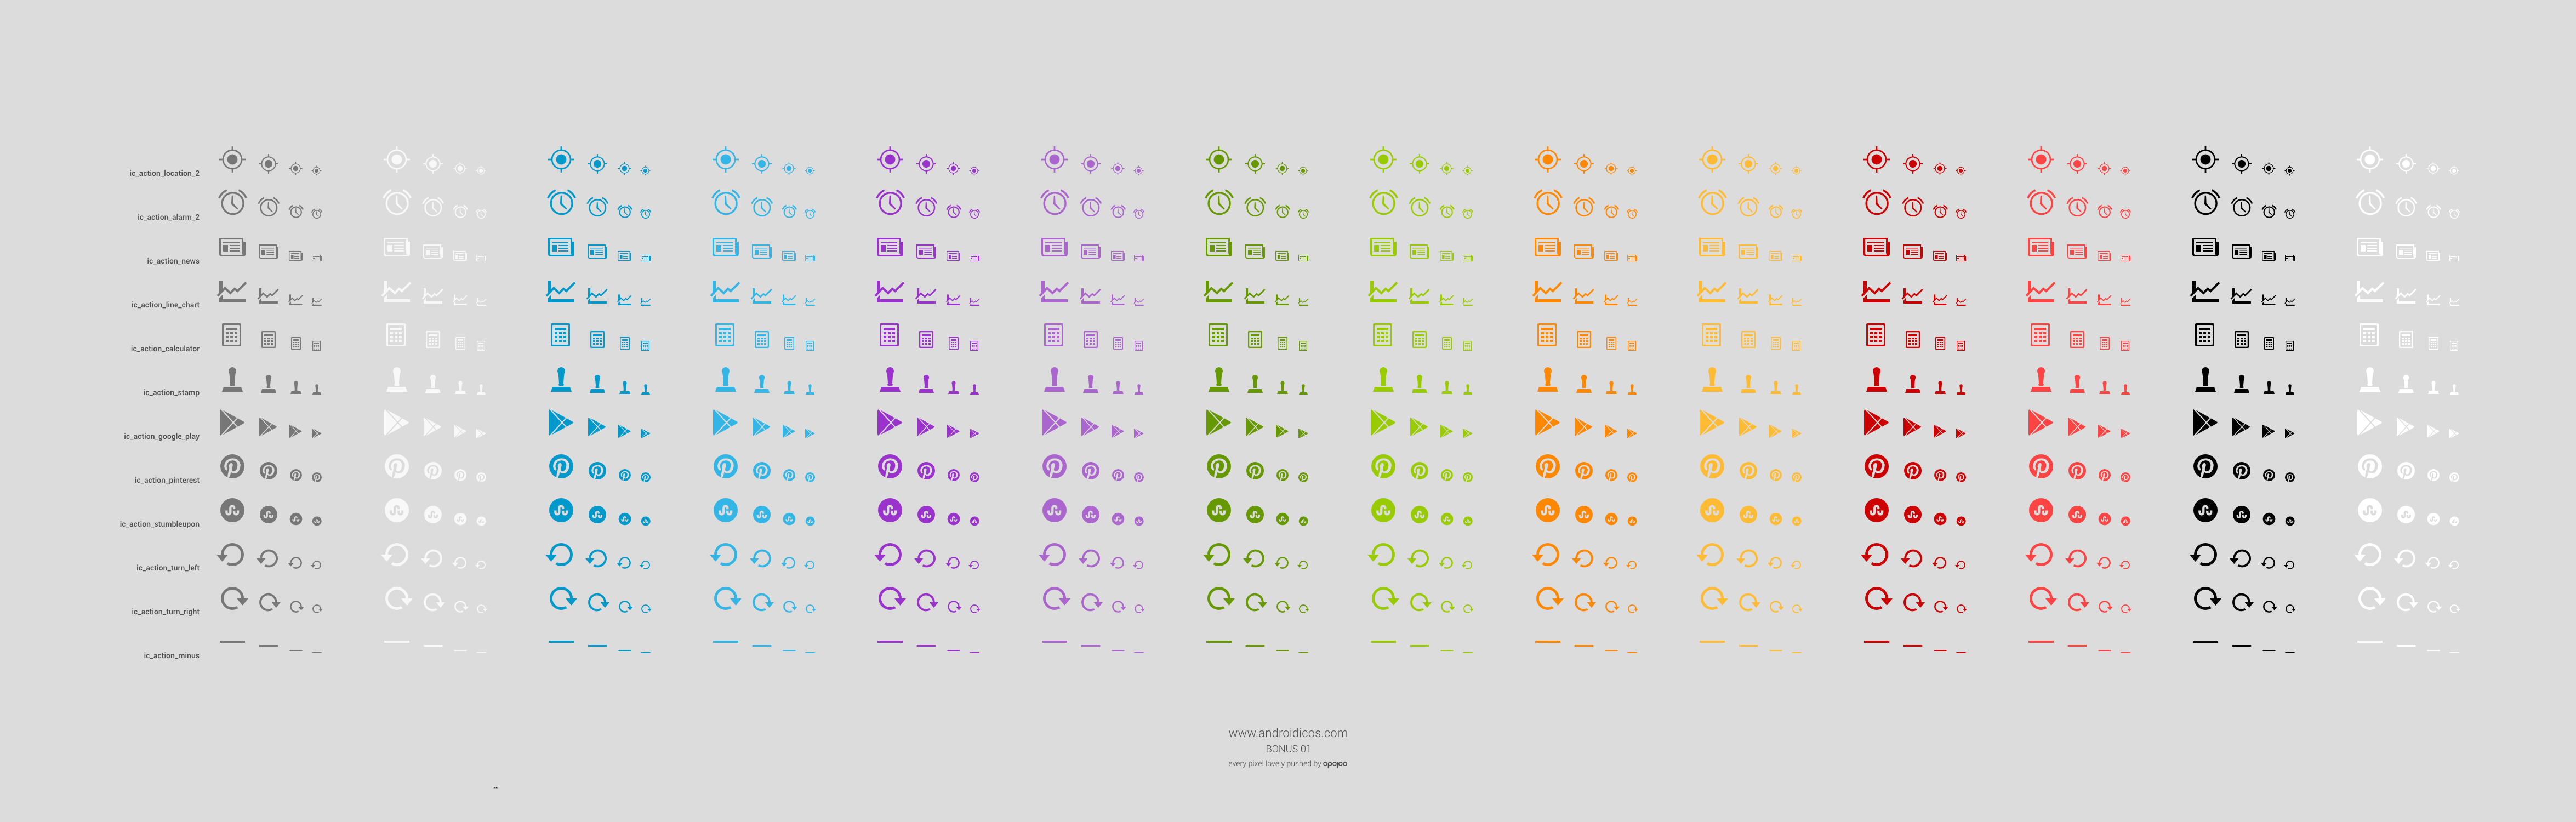 ic_action_location_2
ic_action_alarm_2
ic_action_news
ic_action_line_chart
ic_action_calculator
ic_action_stamp
ic_action_google_play
ic_action_pinterest
ic_action_stumbleupon
ic_action_turn_left
ic_action_turn_right
ic_action_minus
www.androidicos.com
BONUS 01
every pixel lovely pushed by opoloo